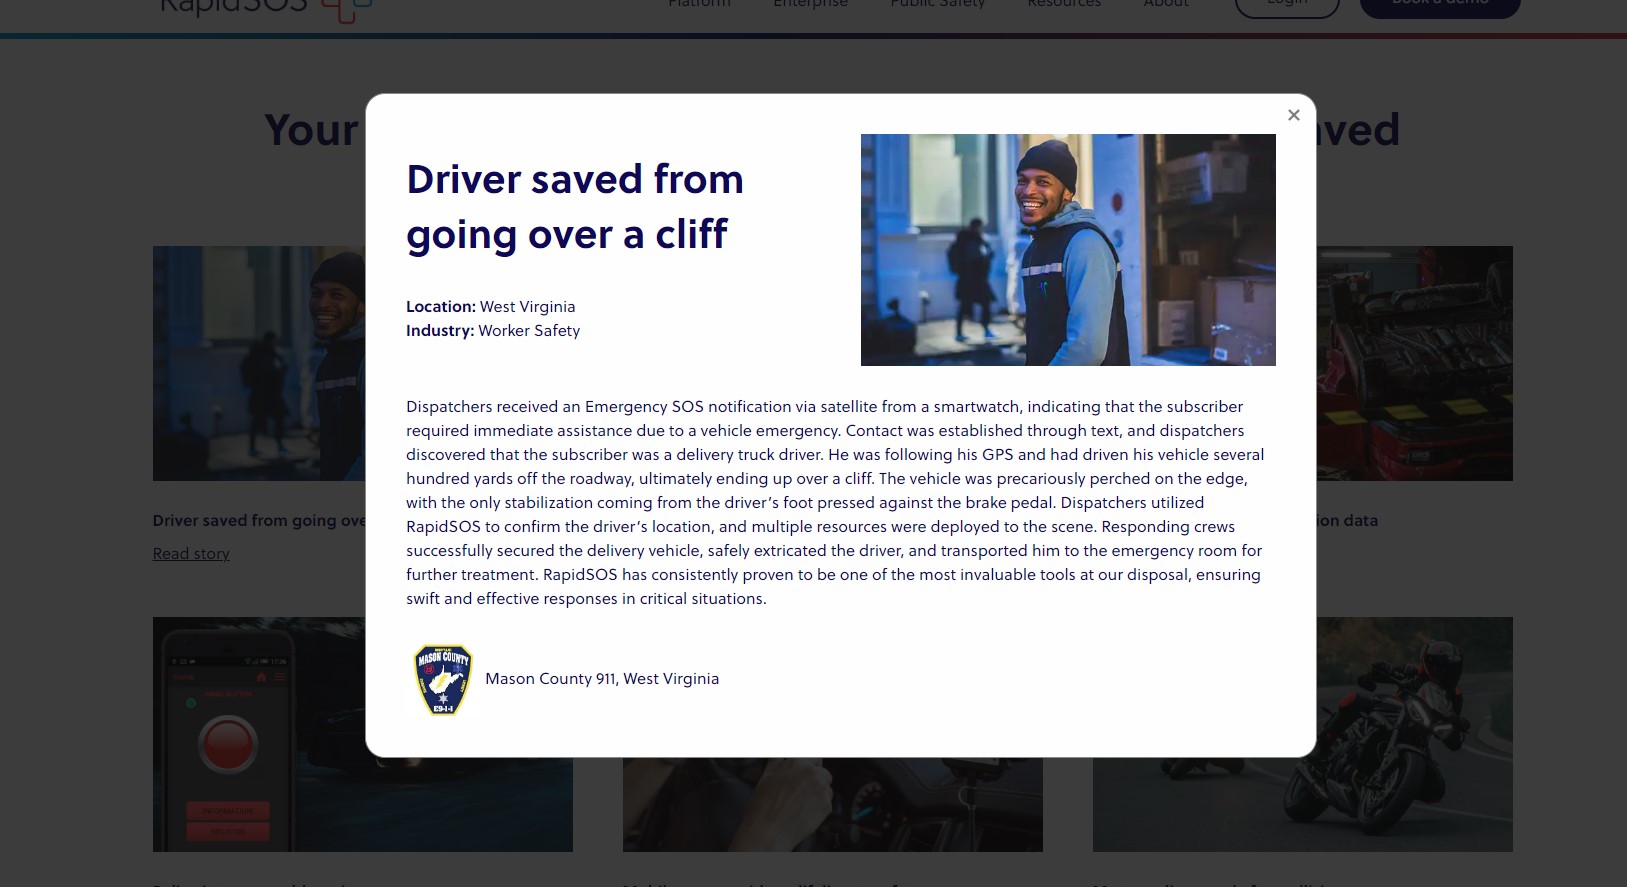 RapidSOS
Platform Enterprise Public Safety Resources About Login Book a demo
Your
aved
×
Driver saved from
going over a cliff
Location: West Virginia
Industry: Worker Safety
Dispatchers received an Emergency SOS notification via satellite from a smartwatch, indicating that the subscriber
required immediate assistance due to a vehicle emergency. Contact was established through text, and dispatchers
discovered that the subscriber was a delivery truck driver. He was following his GPS and had driven his vehicle several
hundred yards off the roadway, ultimately ending up over a cliff. The vehicle was precariously perched on the edge,
with the only stabilization coming from the driver’s foot pressed against the brake pedal. Dispatchers utilized
RapidSOS to confirm the driver’s location, and multiple resources were deployed to the scene. Responding crews
successfully secured the delivery vehicle, safely extricated the driver, and transported him to the emergency room for
further treatment. RapidSOS has consistently proven to be one of the most invaluable tools at our disposal, ensuring
swift and effective responses in critical situations.
MASON COUNTY
E9-1-1
Mason County 911, West Virginia
Driver saved from going ove
ion data
Read story
17:26
PANIC BUTTON
INFORMATION